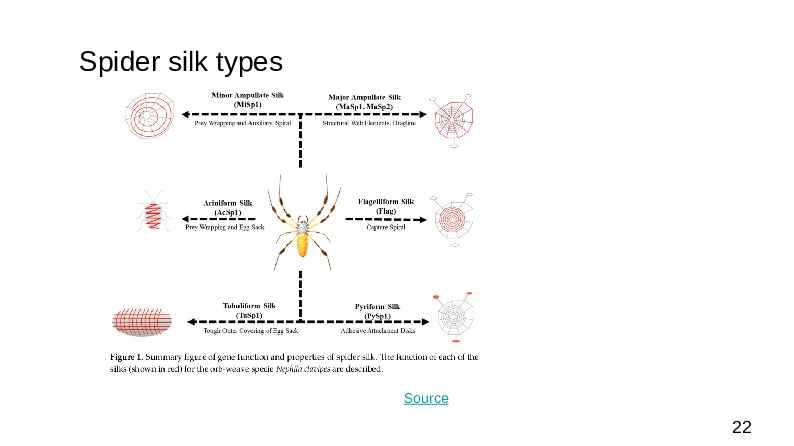 Spider silk types
Minor Ampullate Silk
(MiSp1)
Prey Wrapping and Auxiliary Spiral
Major Ampullate Silk
(MaSp1, MaSp2)
Structural Web Elements, Dragline
Aciniform Silk
(AcSp1)
Prey Wrapping and Egg Sack
Flagelliform Silk
(Flag)
Capture Spiral
Tubuliform Silk
(TuSp1)
Tough Outer Covering of Egg Sack
Pyriform Silk
(PySp1)
Adhesive Attachment Disks
Figure 1. Summary figure of gene function and properties of spider silk. The function of each of the
silks (shown in red) for the orb-weave specie Nephila clavipes are described.
Source
22